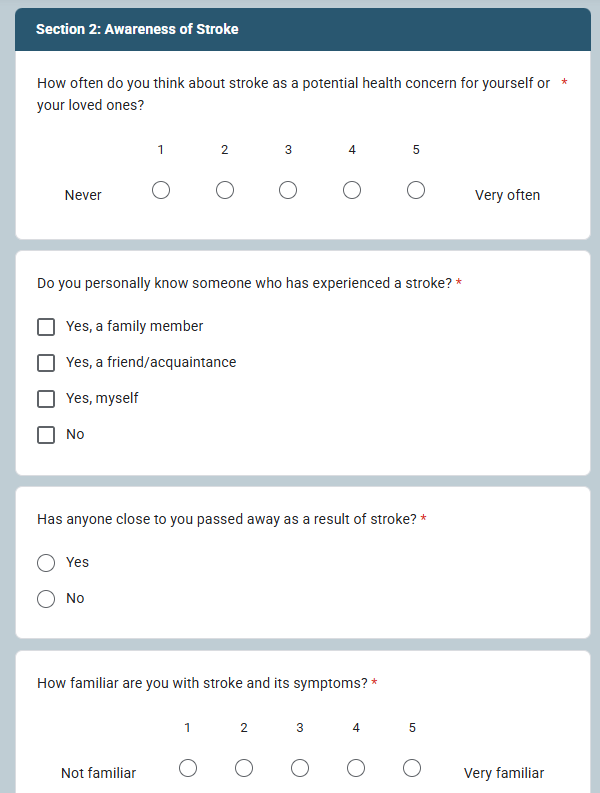 Section 2: Awareness of Stroke
How often do you think about stroke as a potential health concern for yourself or *
your loved ones?
1 2 3 4 5
Never Very often
Do you personally know someone who has experienced a stroke? *
Yes, a family member
Yes, a friend/acquaintance
Yes, myself
No
Has anyone close to you passed away as a result of stroke? *
Yes
No
How familiar are you with stroke and its symptoms? *
1 2 3 4 5
Not familiar Very familiar